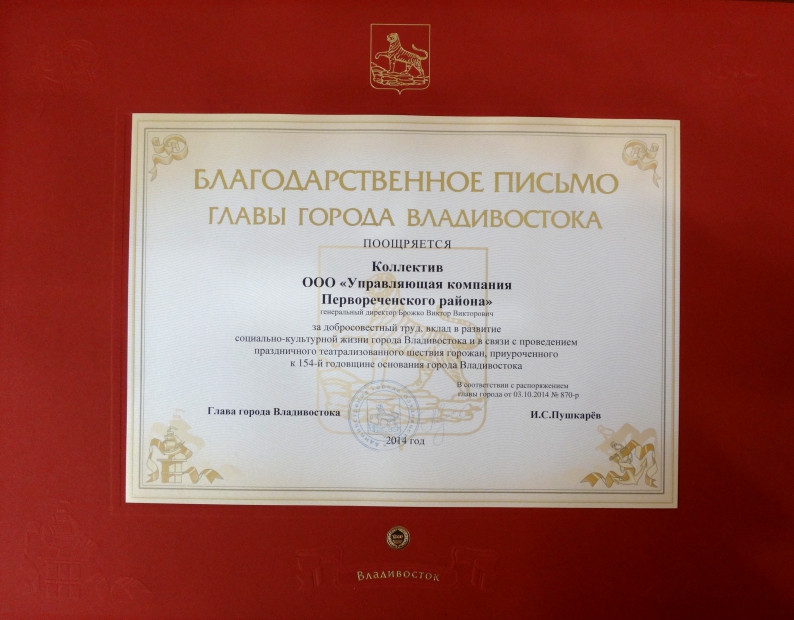 БЛАГОДАРСТВЕННОЕ ПИСЬМО
ГЛАВЫ ГОРОДА ВЛАДИВОСТОКА
ПООЩРЯЕТСЯ
Коллектив
ООО «Управляющая компания
Первореченского района»
генеральный директор Брожко Виктор Викторович
за добросовестный труд, вклад в развитие
социально-культурной жизни города Владивостока и в связи с проведением
праздничного театрализованного шествия горожан, приуроченного
к 154-й годовщине основания города Владивостока
В соответствии с распоряжением
главы города от 03.10.2014 № 870-р
Глава города Владивостока И.С.Пушкарёв
2014 год
Владивосток